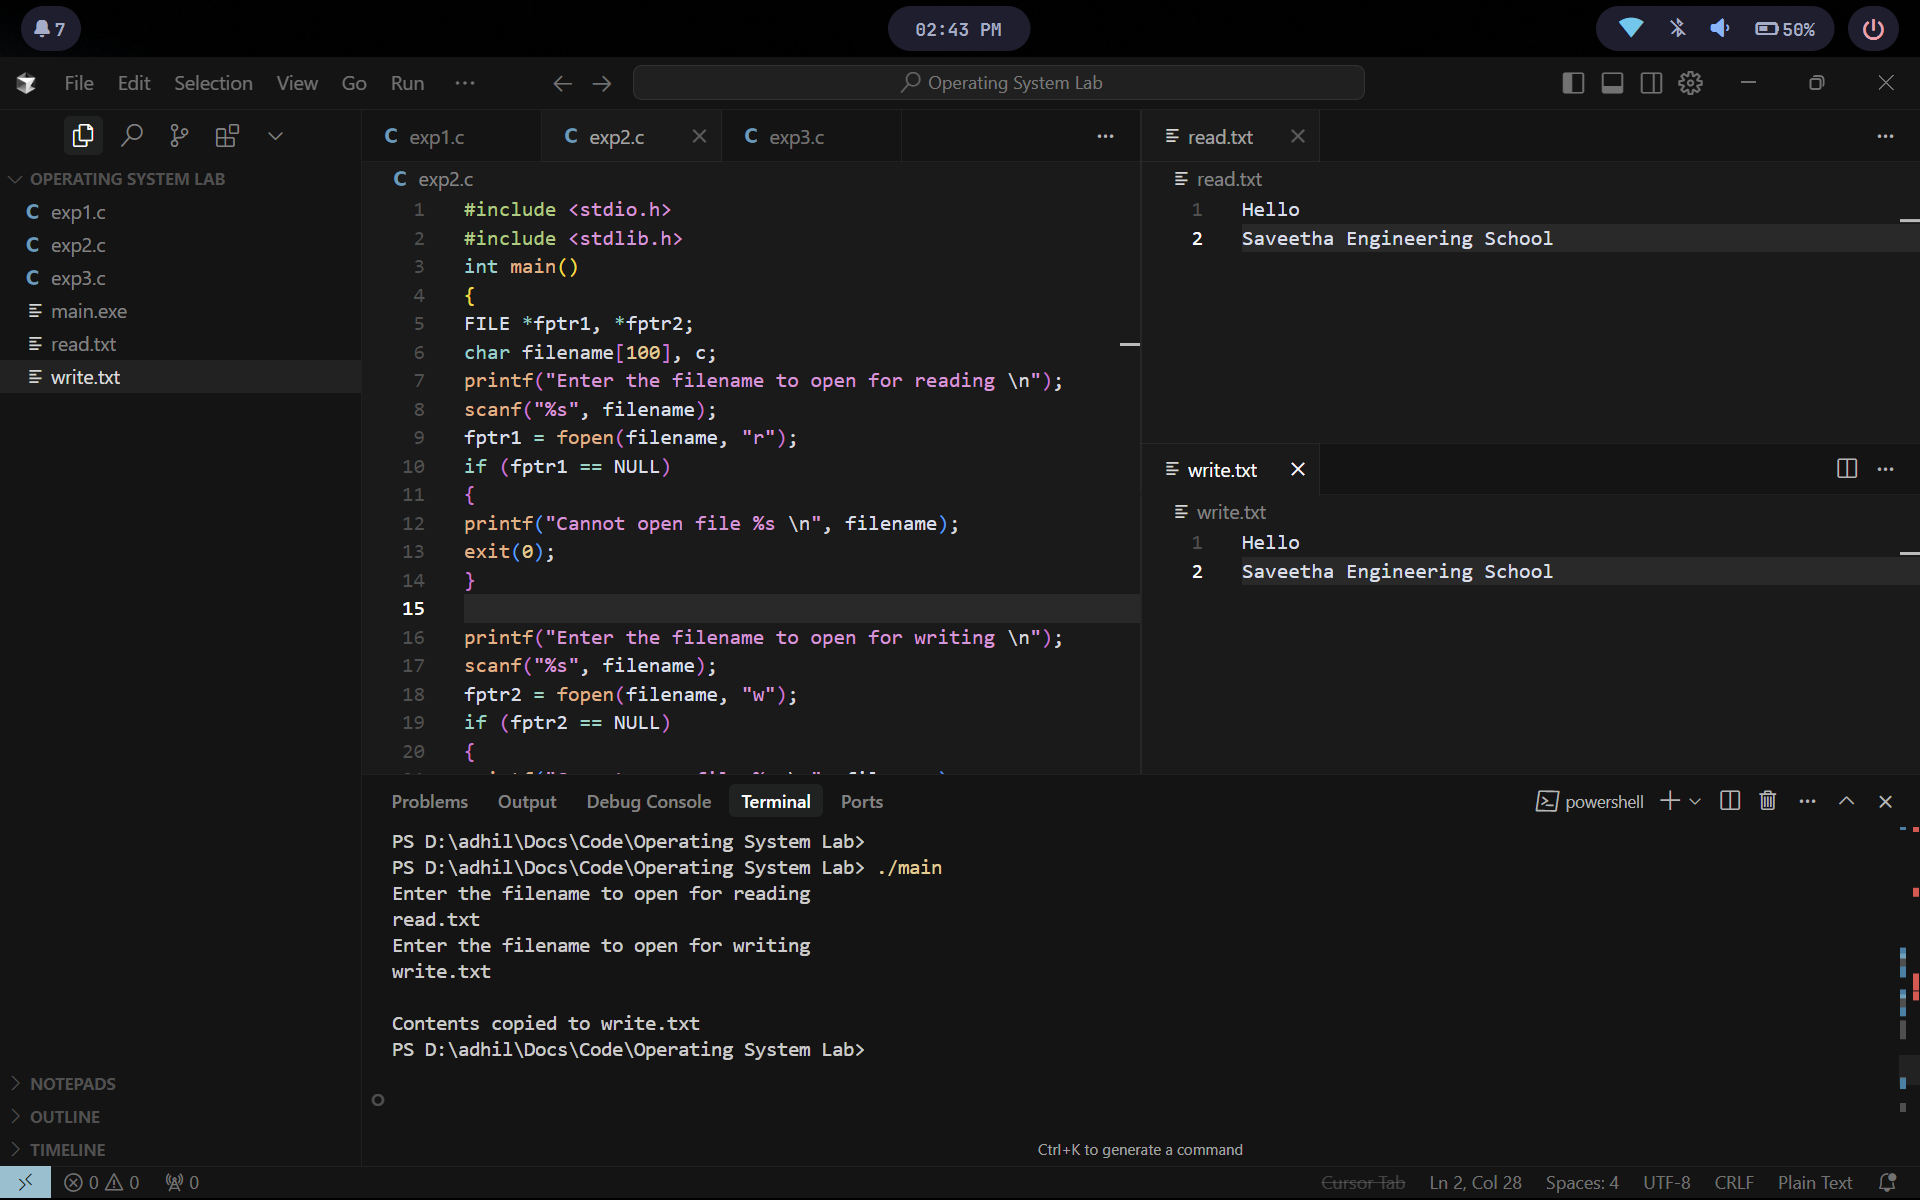 7
02:43 PM
50%
File Edit Selection View Go Run ···
Operating System Lab
OPERATING SYSTEM LAB
C exp1.c
C exp2.c
C exp3.c
main.exe
read.txt
write.txt
NOTEPADS
OUTLINE
TIMELINE
C exp1.c C exp2.c C exp3.c
C exp2.c
1 #include <stdio.h>
2 #include <stdlib.h>
3 int main()
4 {
5 FILE *fptr1, *fptr2;
6 char filename[100], c;
7 printf("Enter the filename to open for reading \n");
8 scanf("%s", filename);
9 fptr1 = fopen(filename, "r");
10 if (fptr1 == NULL)
11 {
12 printf("Cannot open file %s \n", filename);
13 exit(0);
14 }
15
16 printf("Enter the filename to open for writing \n");
17 scanf("%s", filename);
18 fptr2 = fopen(filename, "w");
19 if (fptr2 == NULL)
20 {
read.txt
read.txt
1 Hello
2 Saveetha Engineering School
write.txt
write.txt
1 Hello
2 Saveetha Engineering School
Problems Output Debug Console Terminal Ports
powershell
PS D:\adhil\Docs\Code\Operating System Lab>
PS D:\adhil\Docs\Code\Operating System Lab> ./main
Enter the filename to open for reading
read.txt
Enter the filename to open for writing
write.txt
Contents copied to write.txt
PS D:\adhil\Docs\Code\Operating System Lab>
Ctrl+K to generate a command
0 0 0
Cursor Tab Ln 2, Col 28 Spaces: 4 UTF-8 CRLF Plain Text